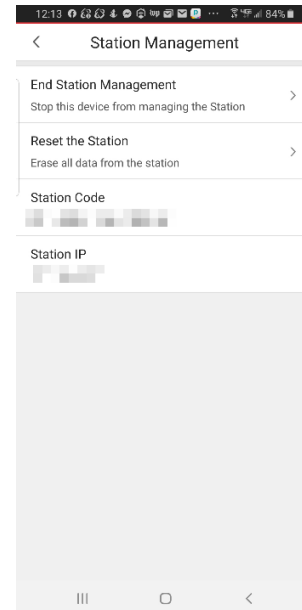 12:13
84%
Station Management
End Station Management
Stop this device from managing the Station
Reset the Station
Erase all data from the station
Station Code
Station IP